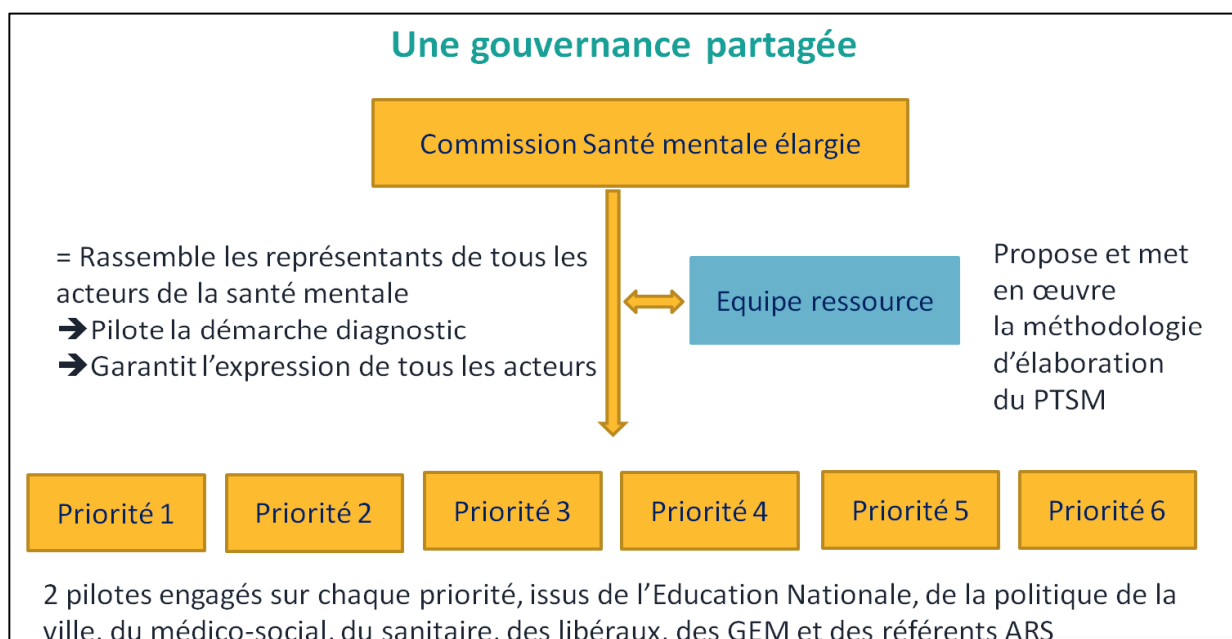 Une gouvernance partagée
Commission Santé mentale élargie
= Rassemble les représentants de tous les
acteurs de la santé mentale
➔Pilote la démarche diagnostic
➔Garantit l’expression de tous les acteurs
Equipe ressource
Propose et met
en œuvre
la méthodologie
d’élaboration
du PTSM
Priorité 1
Priorité 2
Priorité 3
Priorité 4
Priorité 5
Priorité 6
2 pilotes engagés sur chaque priorité, issus de l’Education Nationale, de la politique de la
ville, du médico-social, du sanitaire, des libéraux, des GEM et des référents ARS